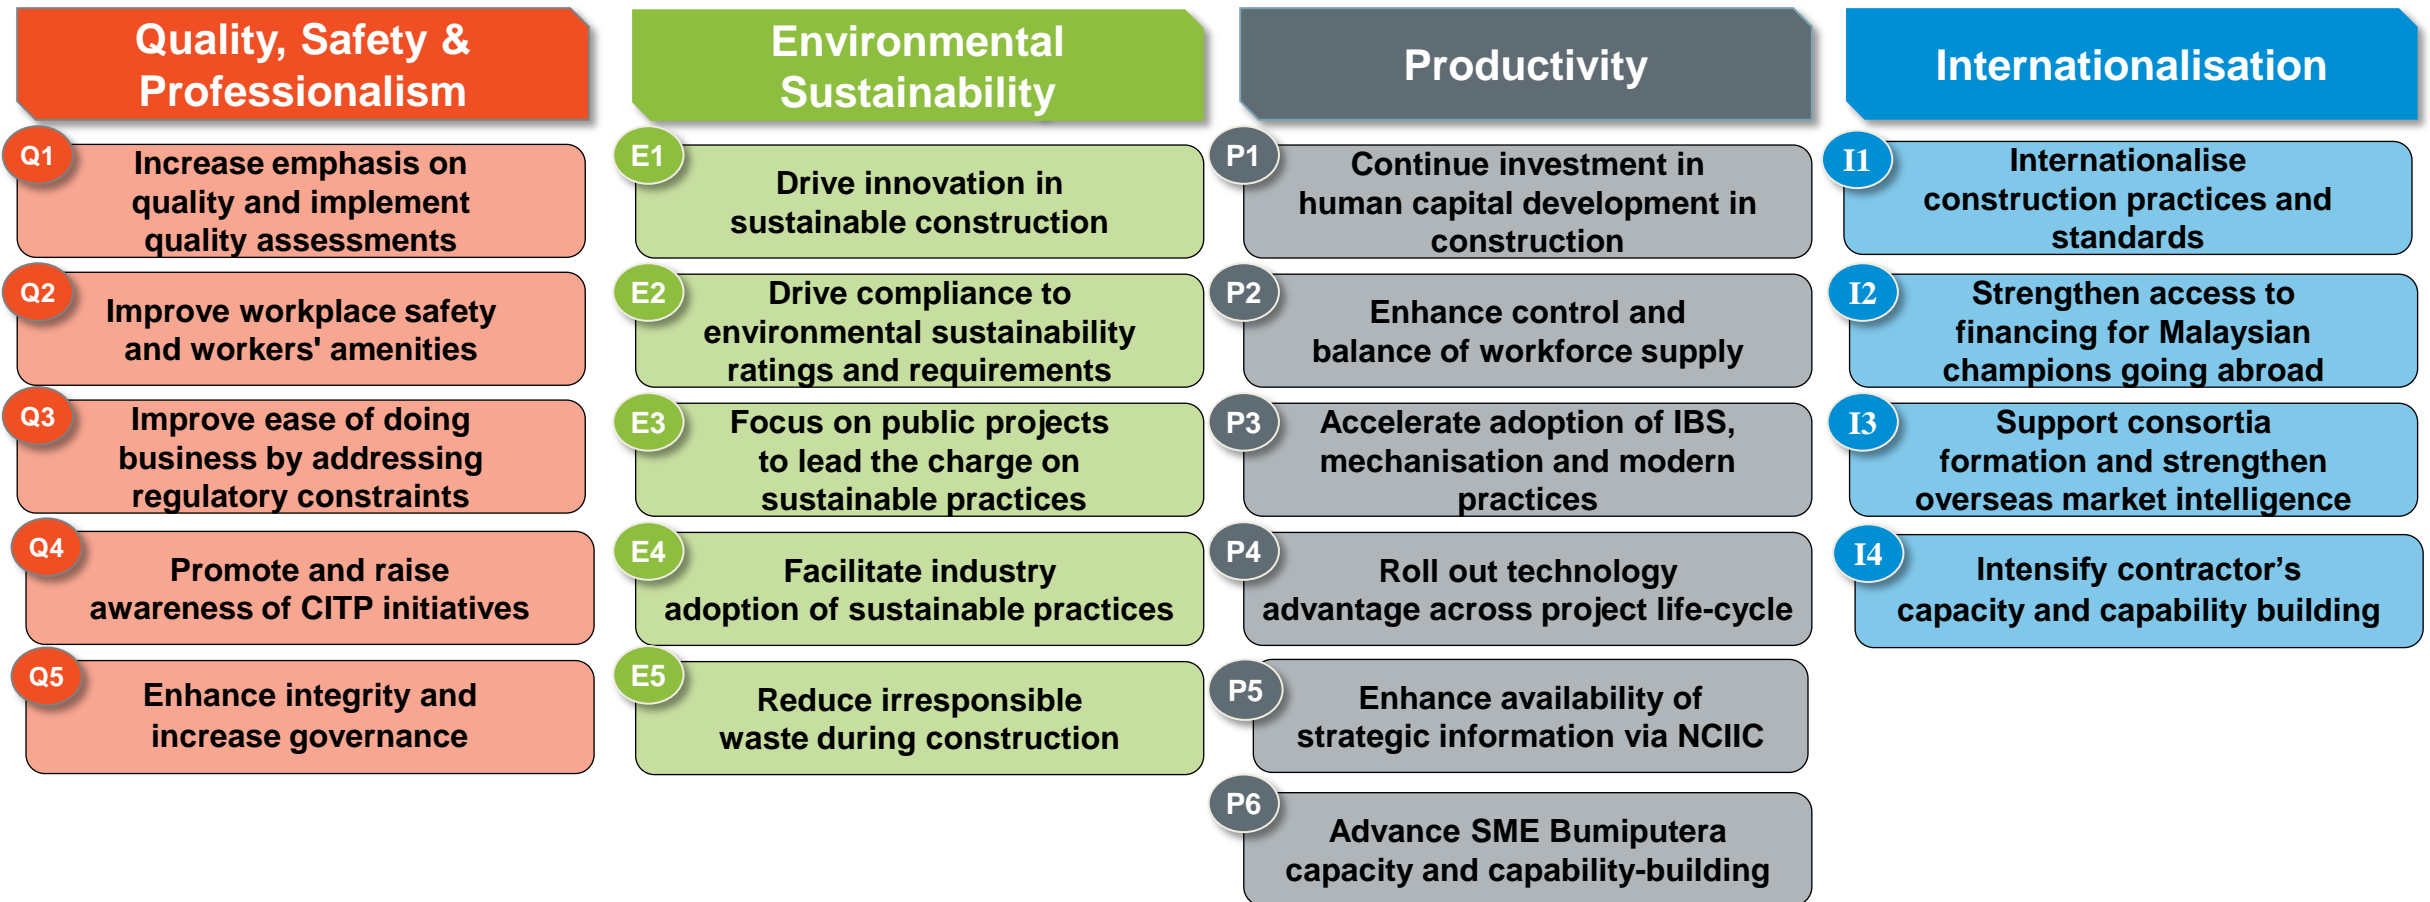 Quality, Safety &
Professionalism
Q1
Increase emphasis on
quality and implement
quality assessments
Q2
Improve workplace safety
and workers' amenities
Q3
Improve ease of doing
business by addressing
regulatory constraints
Q4
Promote and raise
awareness of CITP initiatives
Q5
Enhance integrity and
increase governance
Environmental
Sustainability
E1
Drive innovation in
sustainable construction
E2
Drive compliance to
environmental sustainability
ratings and requirements
E3
Focus on public projects
to lead the charge on
sustainable practices
E4
Facilitate industry
adoption of sustainable practices
E5
Reduce irresponsible
waste during construction
Productivity
P1
Continue investment in
human capital development in
construction
P2
Enhance control and
balance of workforce supply
P3
Accelerate adoption of IBS,
mechanisation and modern
practices
P4
Roll out technology
advantage across project life-cycle
P5
Enhance availability of
strategic information via NCIIC
P6
Advance SME Bumiputera
capacity and capability-building
Internationalisation
I1
Internationalise
construction practices and
standards
I2
Strengthen access to
financing for Malaysian
champions going abroad
I3
Support consortia
formation and strengthen
overseas market intelligence
I4
Intensify contractor’s
capacity and capability building